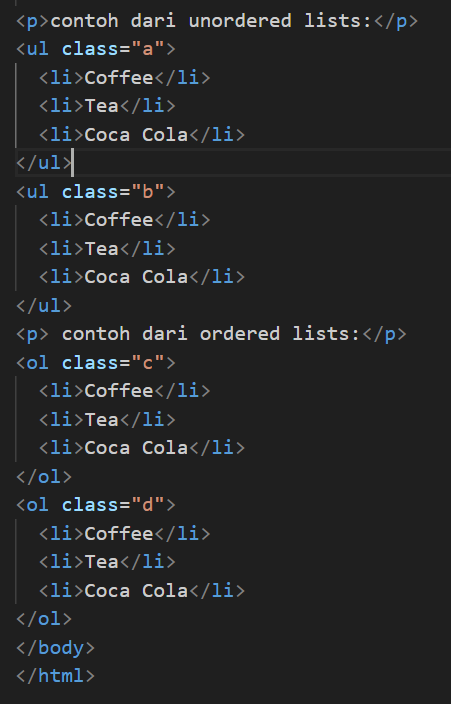 <p>contoh dari unordered lists:</p>
<ul class="a">
  <li>Coffee</li>
  <li>Tea</li>
  <li>Coca Cola</li>
</ul>
<ul class="b">
  <li>Coffee</li>
  <li>Tea</li>
  <li>Coca Cola</li>
</ul>
<p> contoh dari ordered lists:</p>
<ol class="c">
  <li>Coffee</li>
  <li>Tea</li>
  <li>Coca Cola</li>
</ol>
<ol class="d">
  <li>Coffee</li>
  <li>Tea</li>
  <li>Coca Cola</li>
</ol>
</body>
</html>